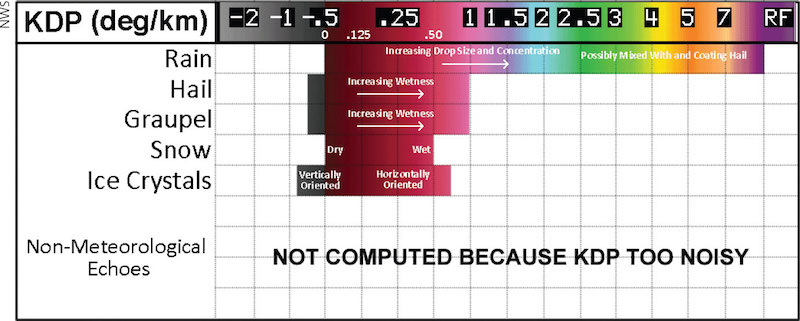 NWS
KDP (deg/km) -2 -1 -.5 .25 1 1.5 2 2.5 3 4 5 7 RF
0 .125 .50
Rain Increasing Drop Size and Concentration Possibly Mixed With and Coating Hail
Hail Increasing Wetness
Graupel Increasing Wetness
Snow Dry Wet
Ice Crystals Vertically Oriented Horizontally Oriented
Non-Meteorological
Echoes
NOT COMPUTED BECAUSE KDP TOO NOISY